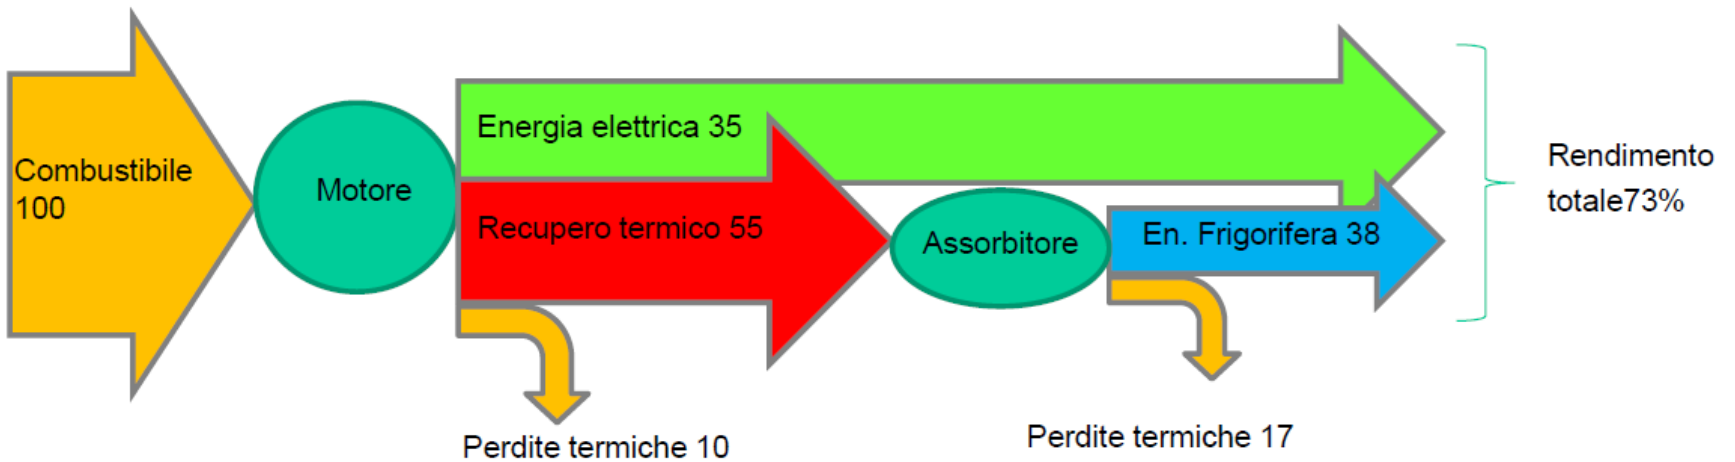 Combustibile
100
Motore
Energia elettrica 35
Recupero termico 55
Perdite termiche 10
Assorbitore
En. Frigorifera 38
Perdite termiche 17
Rendimento
totale73%